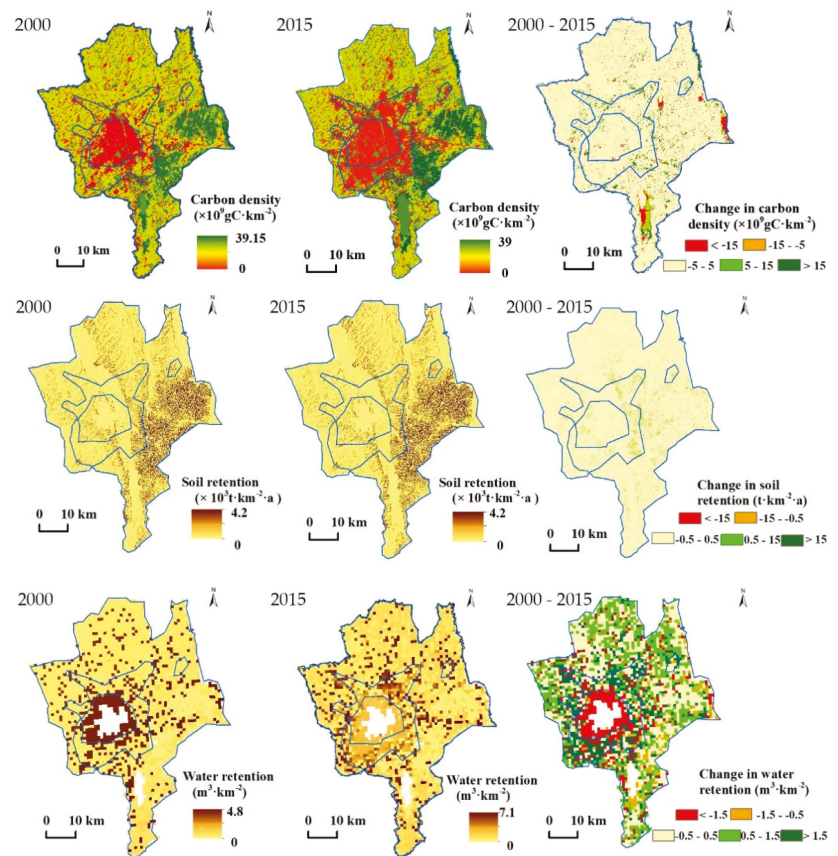 2000
N
2015
N
2000 - 2015
N
Carbon density
(×10⁹gC·km⁻²)
39.15
0
0 10 km
Carbon density
(×10⁹gC·km⁻²)
39
0
0 10 km
Change in carbon
density (×10⁹gC·km⁻²)
< -15 -15 - -5
-5 - 5 5 - 15 > 15
0 10 km
2000
N
2015
N
2000 - 2015
N
Soil retention
(× 10³t·km⁻²·a )
4.2
0
0 10 km
Soil retention
(× 10³t·km⁻²·a )
4.2
0
0 10 km
Change in soil
retention (t·km⁻²·a)
< -15 -15 - -0.5
-0.5 - 0.5 0.5 - 15 > 15
0 10 km
2000
N
2015
N
2000 - 2015
N
Water retention
(m³·km⁻²)
4.8
0
0 10 km
Water retention
(m³·km⁻²)
7.1
0
0 10 km
Change in water
retention (m³·km⁻²)
< -1.5 -1.5 - -0.5
-0.5 - 0.5 0.5 - 1.5 > 1.5
0 10 km